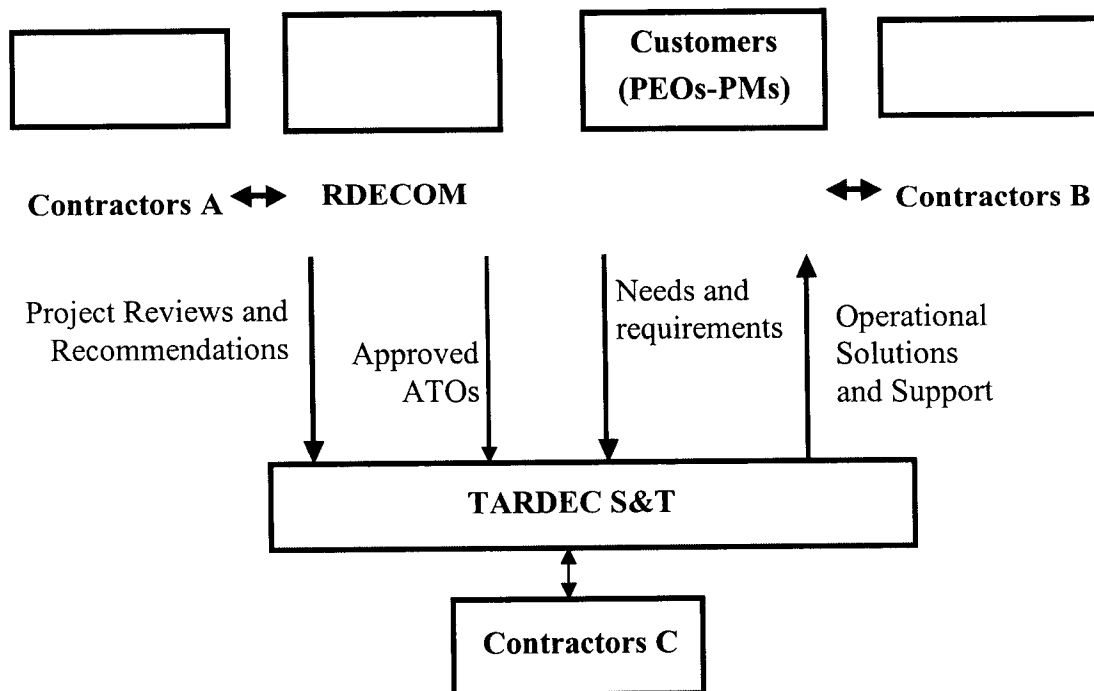 Customers
(PEOs-PMs)
Contractors A
RDECOM
Contractors B
Project Reviews and
Recommendations
Approved
ATOs
Needs and
requirements
Operational
Solutions
and Support
TARDEC S&T
Contractors C